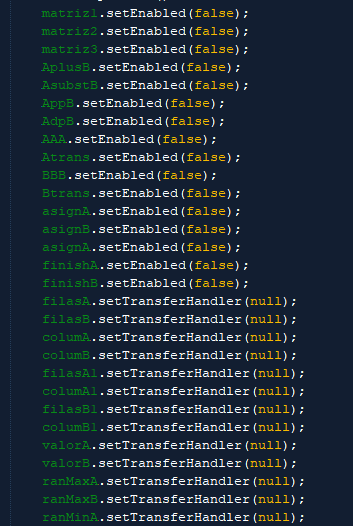 matriz1.setEnabled(false);
matriz2.setEnabled(false);
matriz3.setEnabled(false);
AplusB.setEnabled(false);
AsubstB.setEnabled(false);
AppB.setEnabled(false);
AdpB.setEnabled(false);
AAA.setEnabled(false);
Atrans.setEnabled(false);
BBB.setEnabled(false);
Btrans.setEnabled(false);
asignA.setEnabled(false);
asignB.setEnabled(false);
asignA.setEnabled(false);
finishA.setEnabled(false);
finishB.setEnabled(false);
filasA.setTransferHandler(null);
filasB.setTransferHandler(null);
columA.setTransferHandler(null);
columB.setTransferHandler(null);
filasA1.setTransferHandler(null);
columA1.setTransferHandler(null);
filasB1.setTransferHandler(null);
columB1.setTransferHandler(null);
valorA.setTransferHandler(null);
valorB.setTransferHandler(null);
ranMaxA.setTransferHandler(null);
ranMaxB.setTransferHandler(null);
ranMinA.setTransferHandler(null);